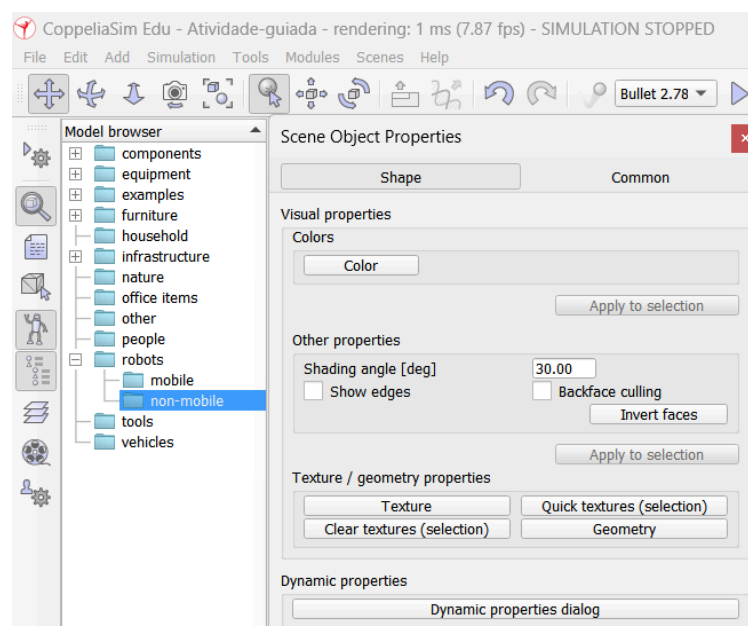 CoppeliaSim Edu - Atividade-guiada - rendering: 1 ms (7.87 fps) - SIMULATION STOPPED
File Edit Add Simulation Tools Modules Scenes Help
Bullet 2.78
Model browser
components
equipment
examples
furniture
household
infrastructure
nature
office items
other
people
robots
mobile
non-mobile
tools
vehicles
Scene Object Properties
Shape Common
Visual properties
Colors
Color
Apply to selection
Other properties
Shading angle [deg] 30.00
Show edges Backface culling
Invert faces
Apply to selection
Texture / geometry properties
Texture Quick textures (selection)
Clear textures (selection) Geometry
Dynamic properties
Dynamic properties dialog